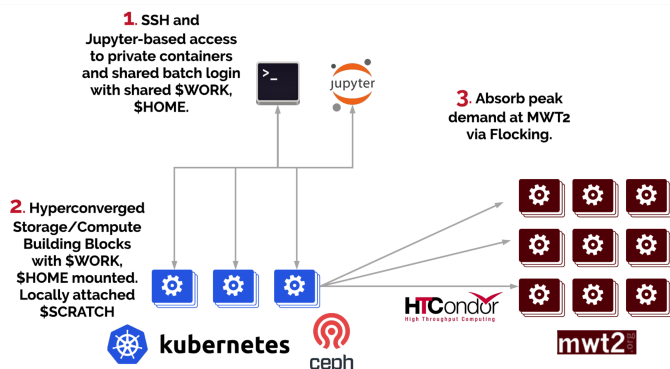 1. SSH and
Jupyter-based access
to private containers
and shared batch login
with shared $WORK,
$HOME.
>_
jupyter
3. Absorb peak
demand at MWT2
via Flocking.
2. Hyperconverged
Storage/Compute
Building Blocks
with $WORK,
$HOME mounted.
Locally attached
$SCRATCH
HTCondor
High Throughput Computing
kubernetes
ceph
mwt2.org